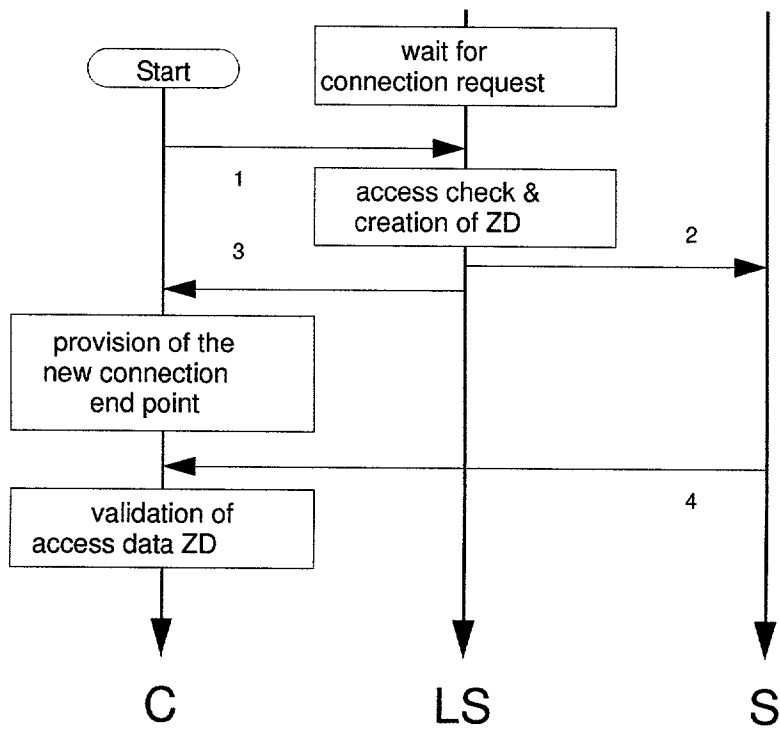 wait for
connection request
Start
1
access check &
creation of ZD
2
3
provision of the
new connection
end point
4
validation of
access data ZD
C
LS
S